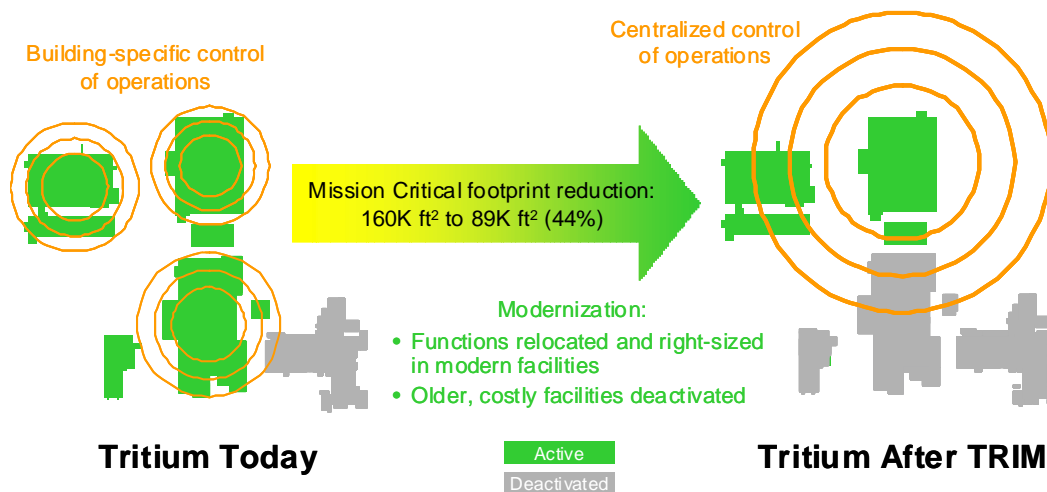 Building-specific control
of operations
Centralized control
of operations
Mission Critical footprint reduction:
160K ft² to 89K ft² (44%)
Modernization:
• Functions relocated and right-sized
in modern facilities
• Older, costly facilities deactivated
Tritium Today
Active
Deactivated
Tritium After TRIM